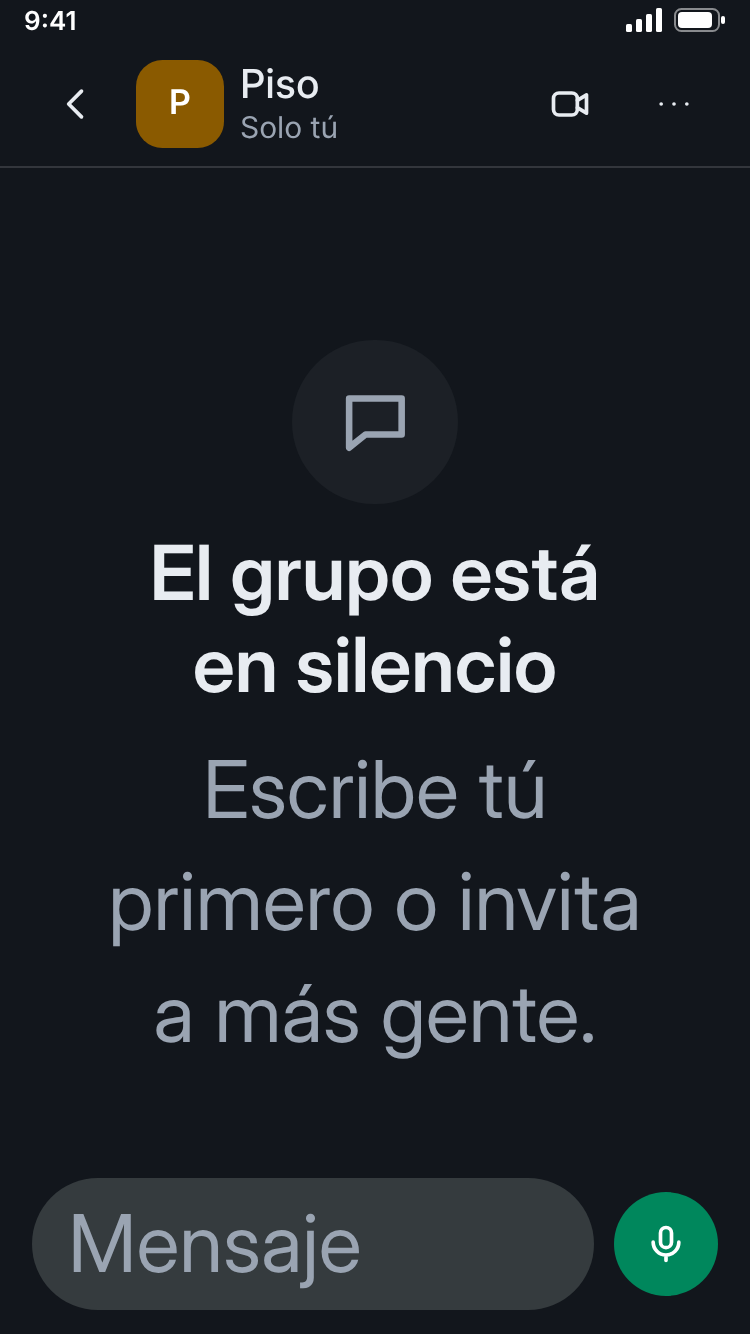 9:41
P
Piso
Solo tú
El grupo está
en silencio
Escribe tú
primero o invita
a más gente.
Mensaje